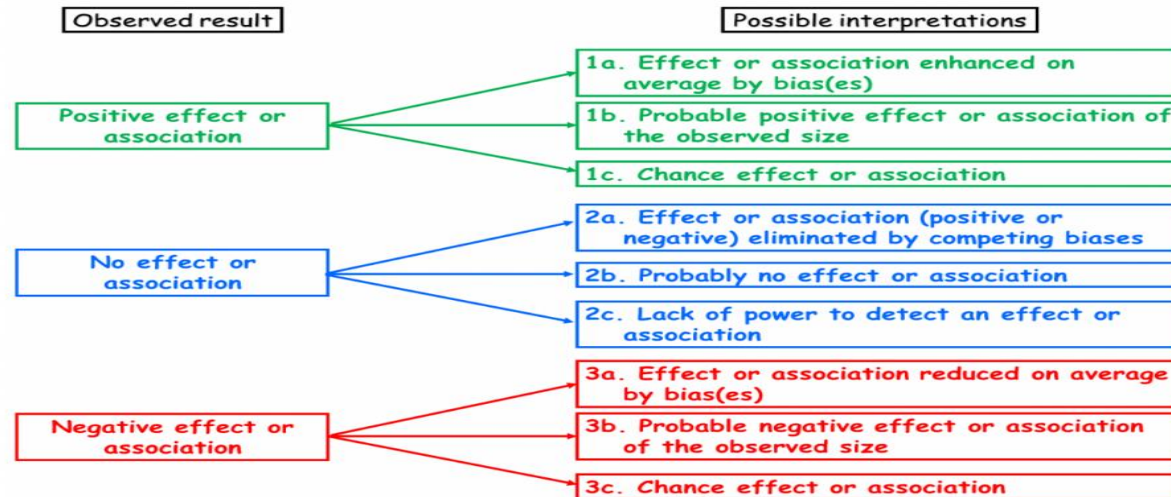 Observed result
Possible interpretations
Positive effect or
association
1a. Effect or association enhanced on
average by bias(es)
1b. Probable positive effect or association of
the observed size
1c. Chance effect or association
No effect or
association
2a. Effect or association (positive or
negative) eliminated by competing biases
2b. Probably no effect or association
2c. Lack of power to detect an effect or
association
Negative effect or
association
3a. Effect or association reduced on average
by bias(es)
3b. Probable negative effect or association
of the observed size
3c. Chance effect or association